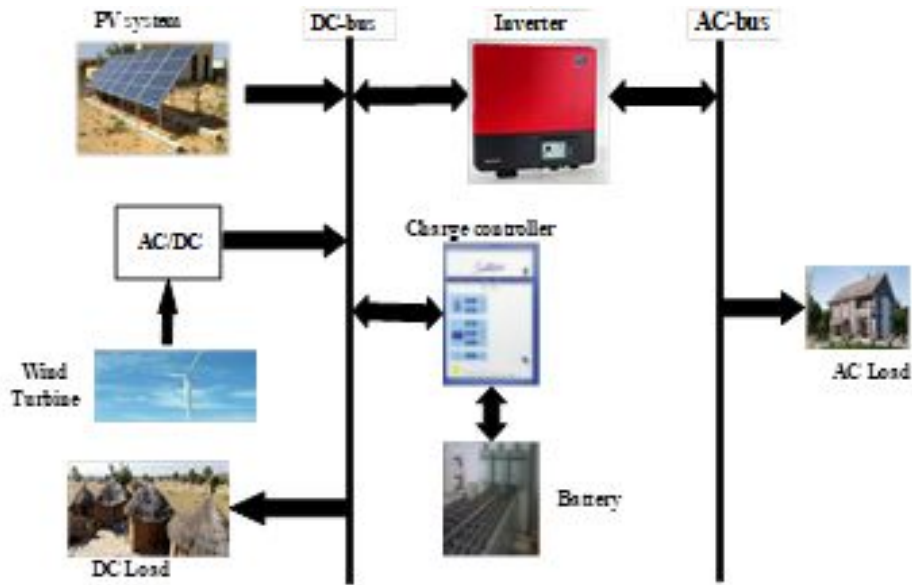 PV system
DC-bus
Inverter
AC-bus
AC/DC
Charge controller
Wind
Turbine
AC Load
Battery
DC Load